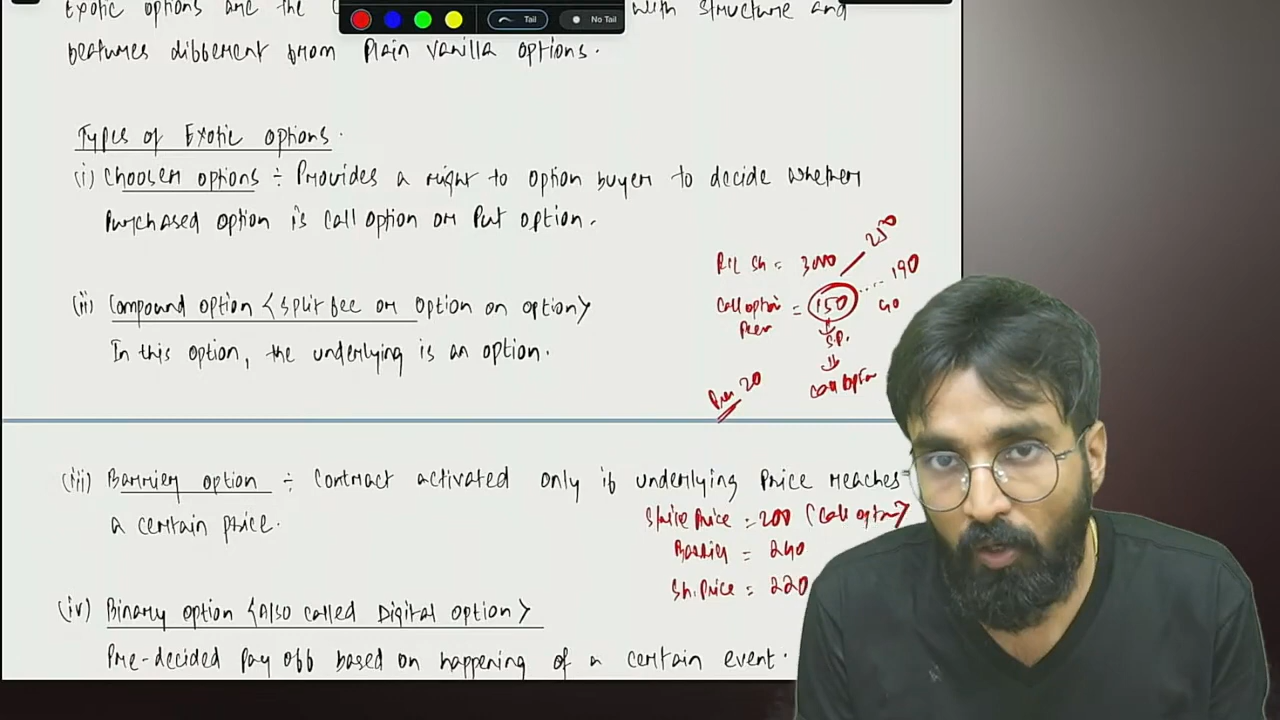 Exotic options are the with structure and
Tail
No Tail
features different from Plain vanilla options.
Types of Exotic options.
(i) Chooser options ÷ Provides a right to option buyer to decide whether
Purchased option is call option or Put option.
RIL Sh = 3000
250
190
Call option = 150
40
S.P.
Call option
Prem 20
(ii) Compound option <Split fee or option on option>
In this option, the underlying is an option.
(iii) Barrier option ÷ Contract activated only if underlying Price reaches
a certain price.
Strike Price = 200 (Call option)
Barrier = 240
Sh. Price = 220
(iv) Binary option <Also called Digital option>
Pre-decided pay off based on happening of a certain event.